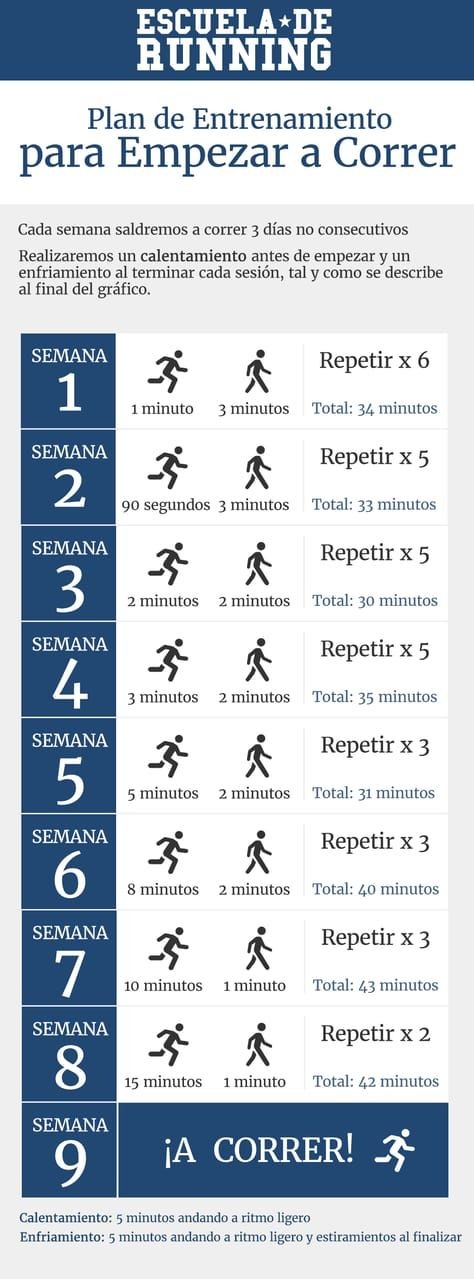 ESCUELA★DE
RUNNING
Plan de Entrenamiento
para Empezar a Correr
Cada semana saldremos a correr 3 días no consecutivos
Realizaremos un calentamiento antes de empezar y un
enfriamiento al terminar cada sesión, tal y como se describe
al final del gráfico.
SEMANA
1
1 minuto
3 minutos
Repetir x 6
Total: 34 minutos
SEMANA
2
90 segundos
3 minutos
Repetir x 5
Total: 33 minutos
SEMANA
3
2 minutos
2 minutos
Repetir x 5
Total: 30 minutos
SEMANA
4
3 minutos
2 minutos
Repetir x 5
Total: 35 minutos
SEMANA
5
5 minutos
2 minutos
Repetir x 3
Total: 31 minutos
SEMANA
6
8 minutos
2 minutos
Repetir x 3
Total: 40 minutos
SEMANA
7
10 minutos
1 minuto
Repetir x 3
Total: 43 minutos
SEMANA
8
15 minutos
1 minuto
Repetir x 2
Total: 42 minutos
SEMANA
9
¡A CORRER!
Calentamiento: 5 minutos andando a ritmo ligero
Enfriamiento: 5 minutos andando a ritmo ligero y estiramientos al finalizar